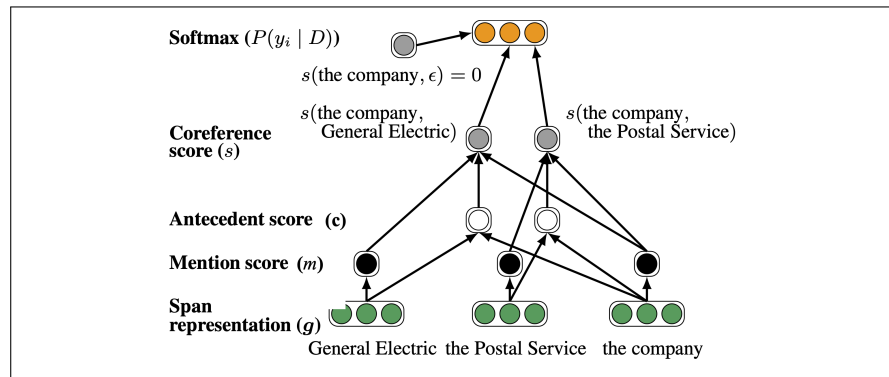 Softmax (P(y_i | D))
s(the company, ϵ) = 0
s(the company,
General Electric)
s(the company,
the Postal Service)
Coreference
score (s)
Antecedent score (c)
Mention score (m)
Span
representation (g)
General Electric the Postal Service the company